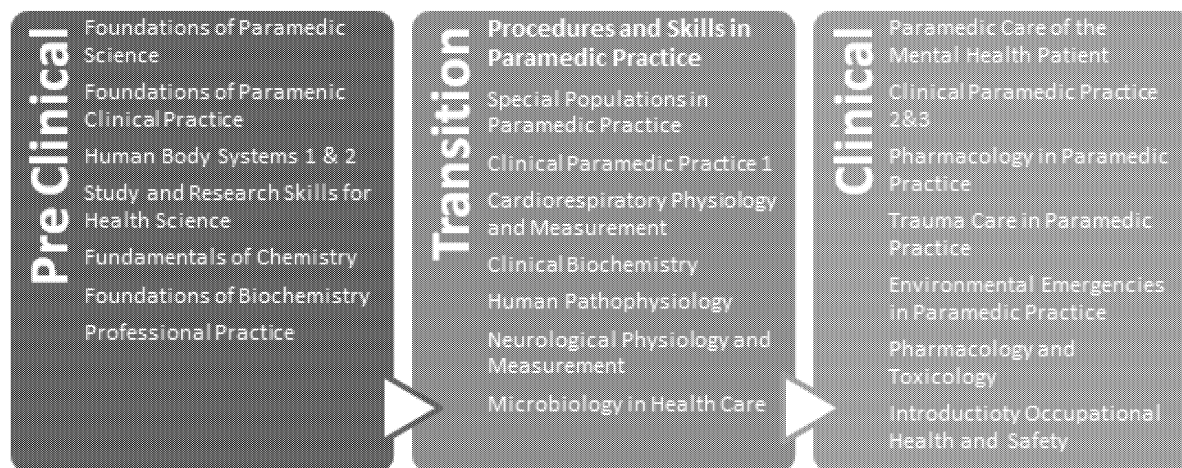 Pre Clinical
Foundations of Paramedic
Science
Foundations of Paramenic
Clinical Practice
Human Body Systems 1 & 2
Study and Research Skills for
Health Science
Fundamentals of Chemistry
Foundations of Biochemistry
Professional Practice
Transition
Procedures and Skills in
Paramedic Practice
Special Populations in
Paramedic Practice
Clinical Paramedic Practice 1
Cardiorespiratory Physiology
and Measurement
Clinical Biochemistry
Human Pathophysiology
Neurological Physiology and
Measurement
Microbiology in Health Care
Clinical
Paramedic Care of the
Mental Health Patient
Clinical Paramedic Practice
2&3
Pharmacology in Paramedic
Practice
Trauma Care in Paramedic
Practice
Environmental Emergencies
in Paramedic Practice
Pharmacology and
Toxicology
Introductioty Occupational
Health and Safety